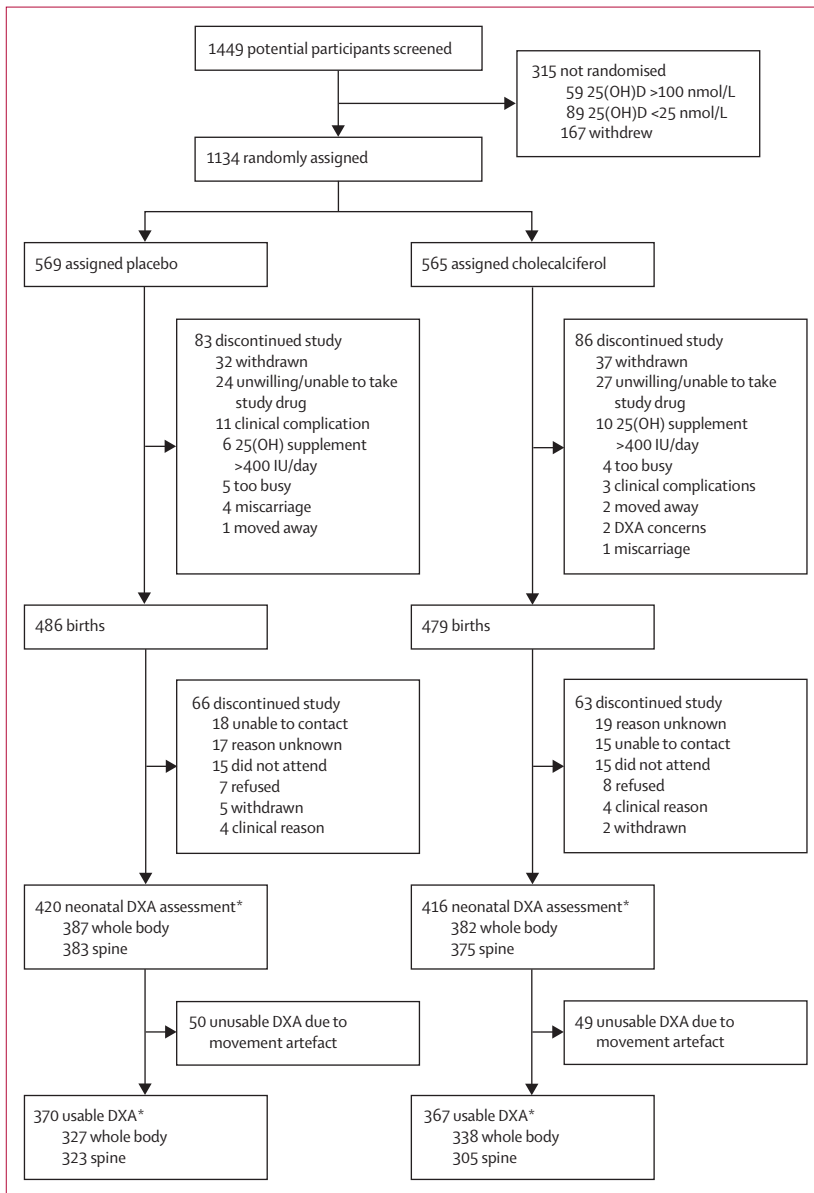 1449 potential participants screened
315 not randomised
59 25(OH)D >100 nmol/L
89 25(OH)D <25 nmol/L
167 withdrew
1134 randomly assigned
569 assigned placebo
565 assigned cholecalciferol
83 discontinued study
32 withdrawn
24 unwilling/unable to take
study drug
11 clinical complication
6 25(OH) supplement
>400 IU/day
5 too busy
4 miscarriage
1 moved away
86 discontinued study
37 withdrawn
27 unwilling/unable to take
study drug
10 25(OH) supplement
>400 IU/day
4 too busy
3 clinical complications
2 moved away
2 DXA concerns
1 miscarriage
486 births
479 births
66 discontinued study
18 unable to contact
17 reason unknown
15 did not attend
7 refused
5 withdrawn
4 clinical reason
63 discontinued study
19 reason unknown
15 unable to contact
15 did not attend
8 refused
4 clinical reason
2 withdrawn
420 neonatal DXA assessment*
387 whole body
383 spine
416 neonatal DXA assessment*
382 whole body
375 spine
50 unusable DXA due to
movement artefact
49 unusable DXA due to
movement artefact
370 usable DXA*
327 whole body
323 spine
367 usable DXA*
338 whole body
305 spine